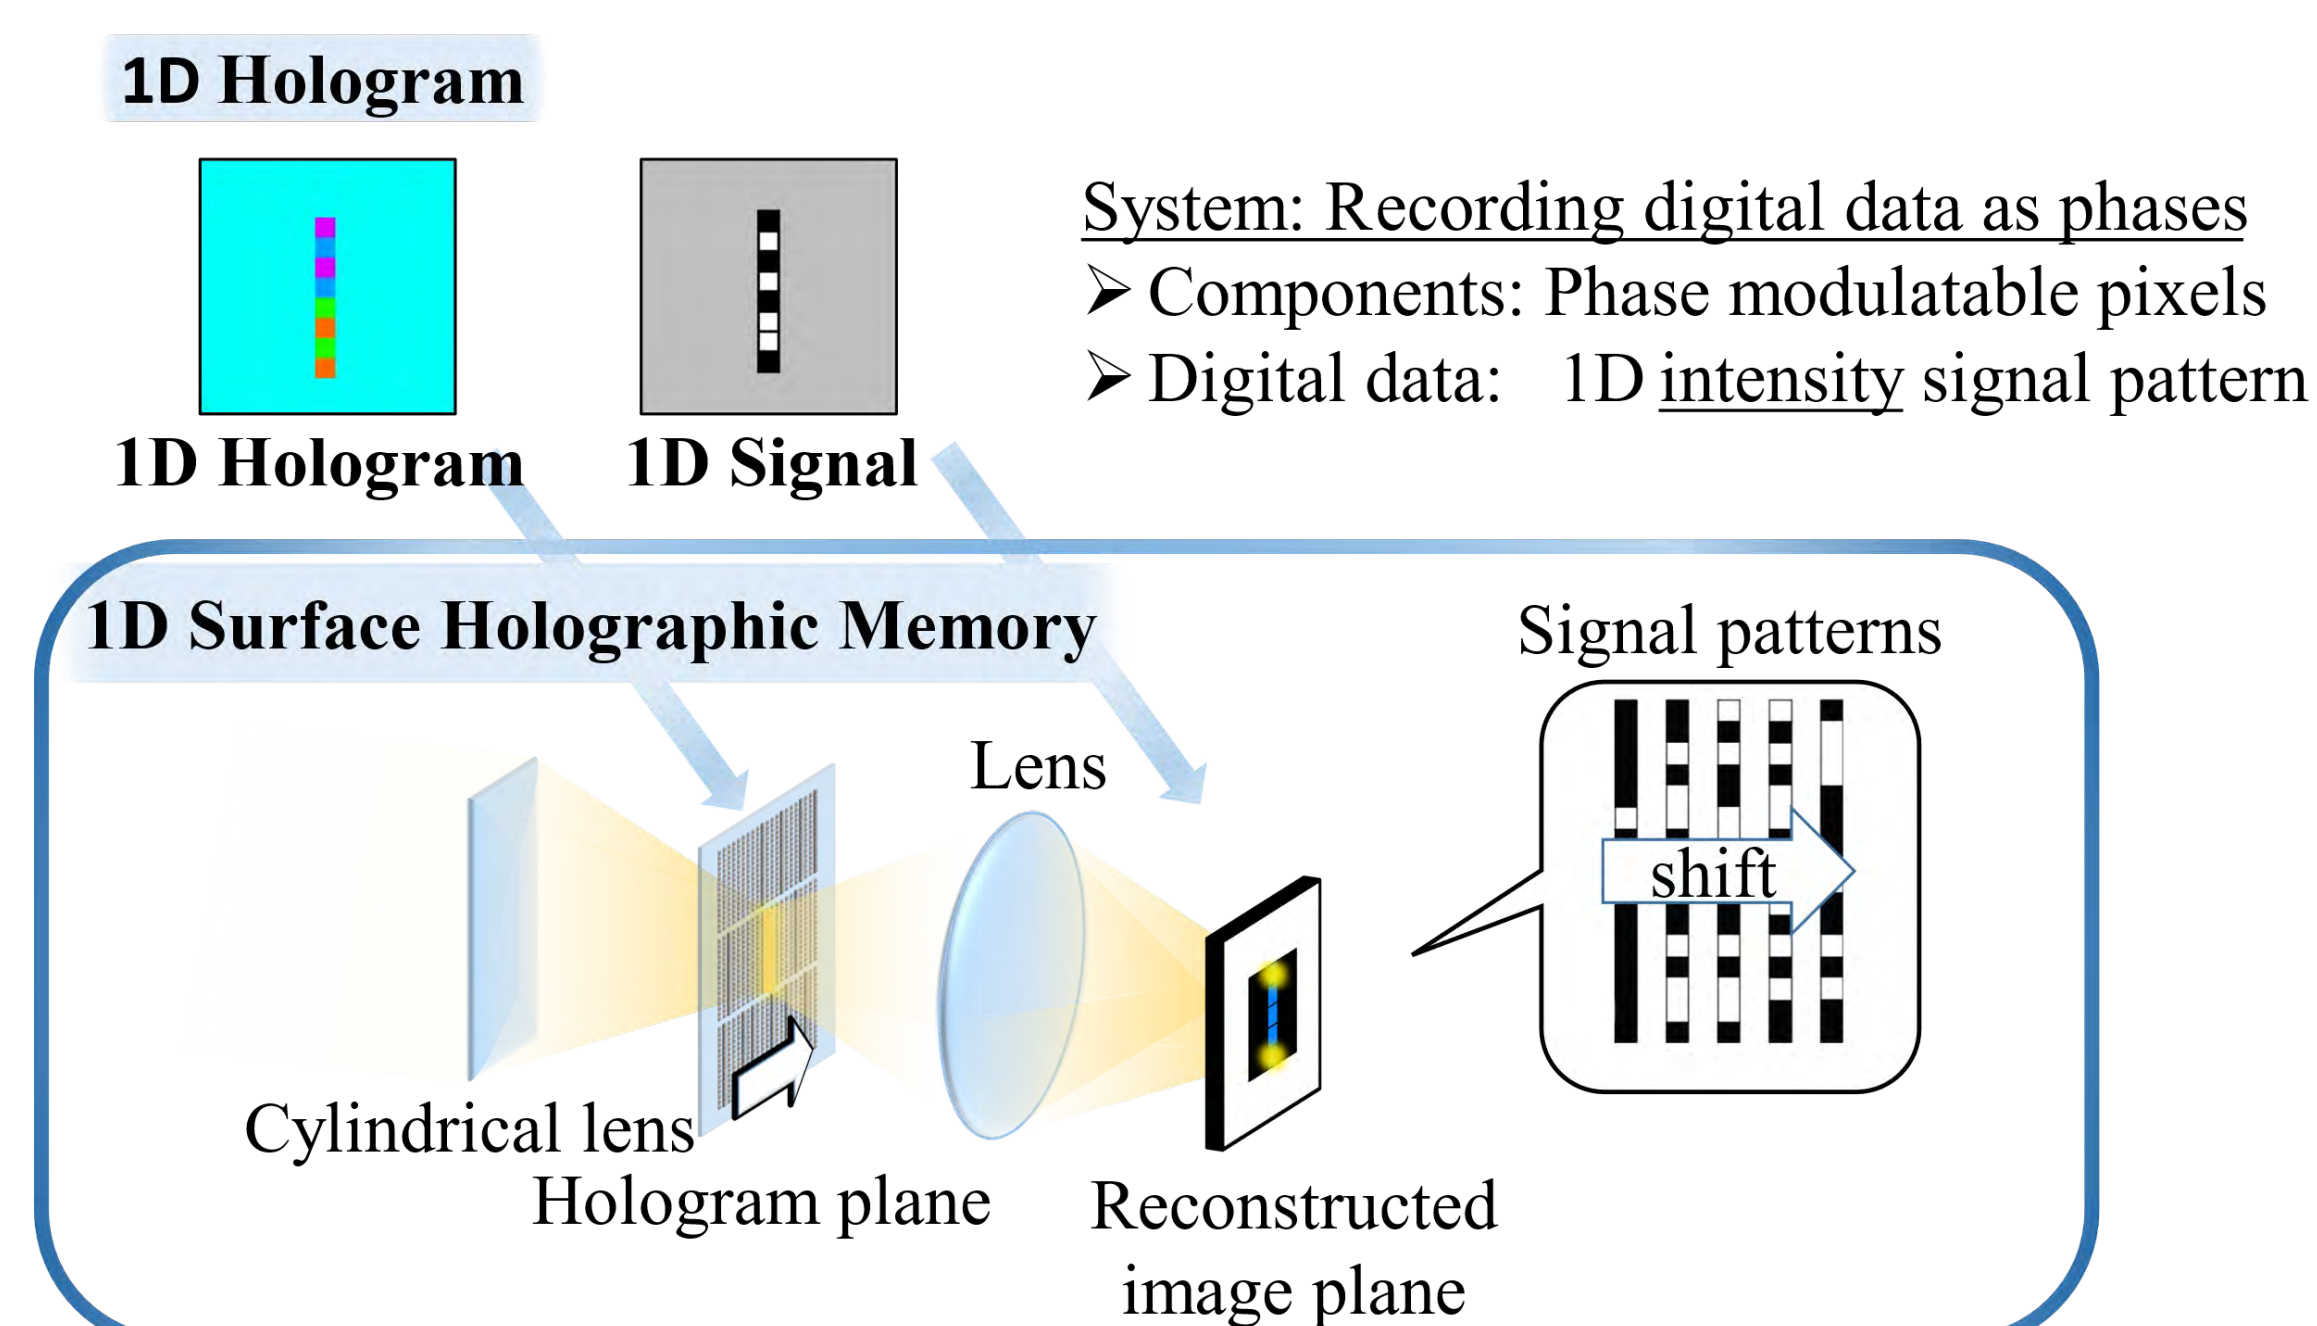 1D Hologram
1D Hologram
1D Signal
System: Recording digital data as phases
➢ Components: Phase modulatable pixels
➢ Digital data: 1D intensity signal pattern
1D Surface Holographic Memory
Signal patterns
shift
Lens
Cylindrical lens
Hologram plane
Reconstructed
image plane